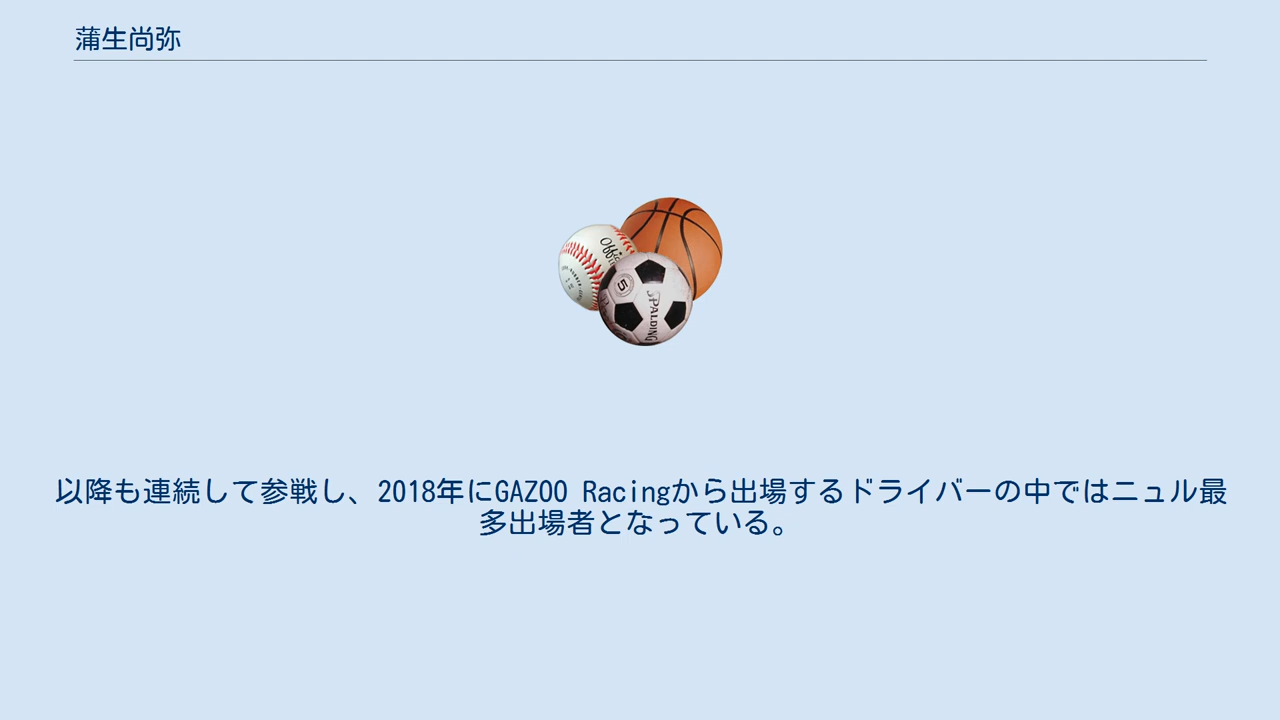 蒲生尚弥
Offic
5
SPALDING
以降も連続して参戦し、2018年にGAZOO Racingから出場するドライバーの中ではニュル最
多出場者となっている。